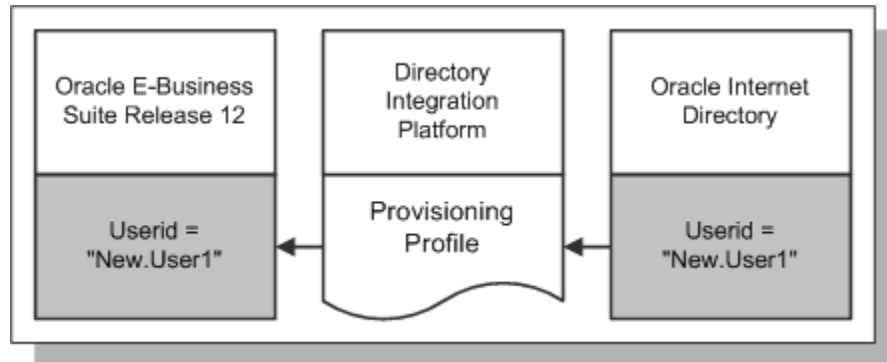 Oracle E-Business
Suite Release 12
Directory
Integration
Platform
Oracle Internet
Directory
Userid =
"New.User1"
Provisioning
Profile
Userid =
"New.User1"